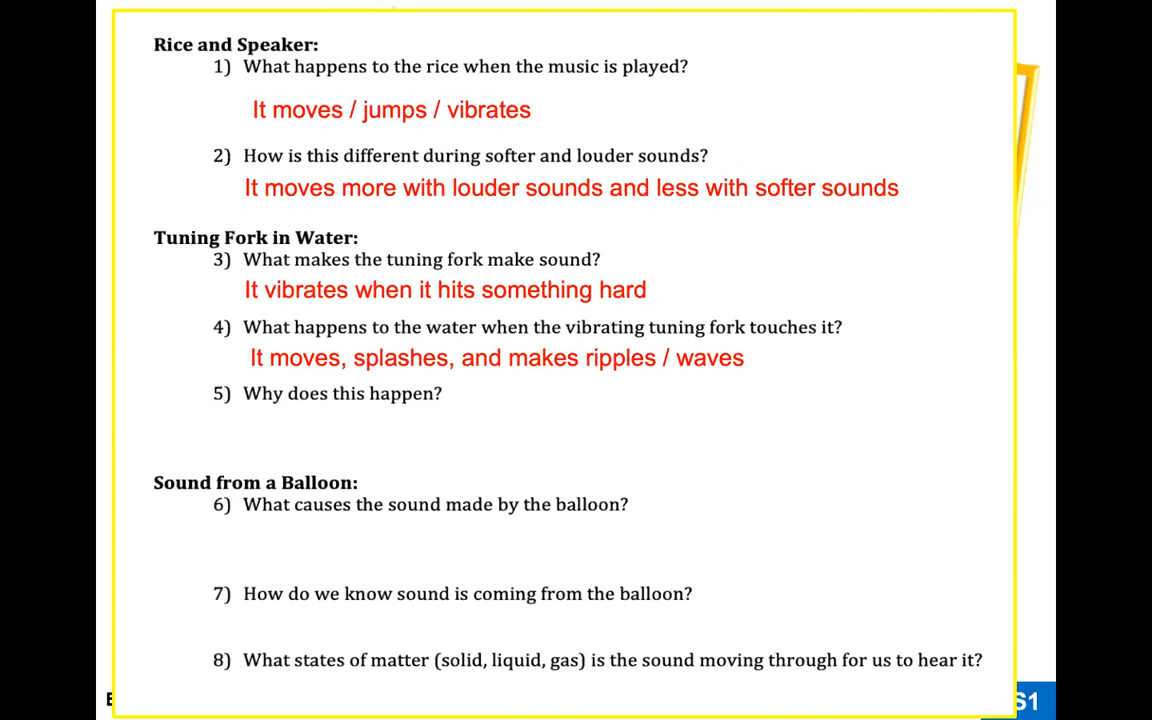 Rice and Speaker:
1) What happens to the rice when the music is played?
It moves / jumps / vibrates
2) How is this different during softer and louder sounds?
It moves more with louder sounds and less with softer sounds
Tuning Fork in Water:
3) What makes the tuning fork make sound?
It vibrates when it hits something hard
4) What happens to the water when the vibrating tuning fork touches it?
It moves, splashes, and makes ripples / waves
5) Why does this happen?
Sound from a Balloon:
6) What causes the sound made by the balloon?
7) How do we know sound is coming from the balloon?
8) What states of matter (solid, liquid, gas) is the sound moving through for us to hear it?
S1